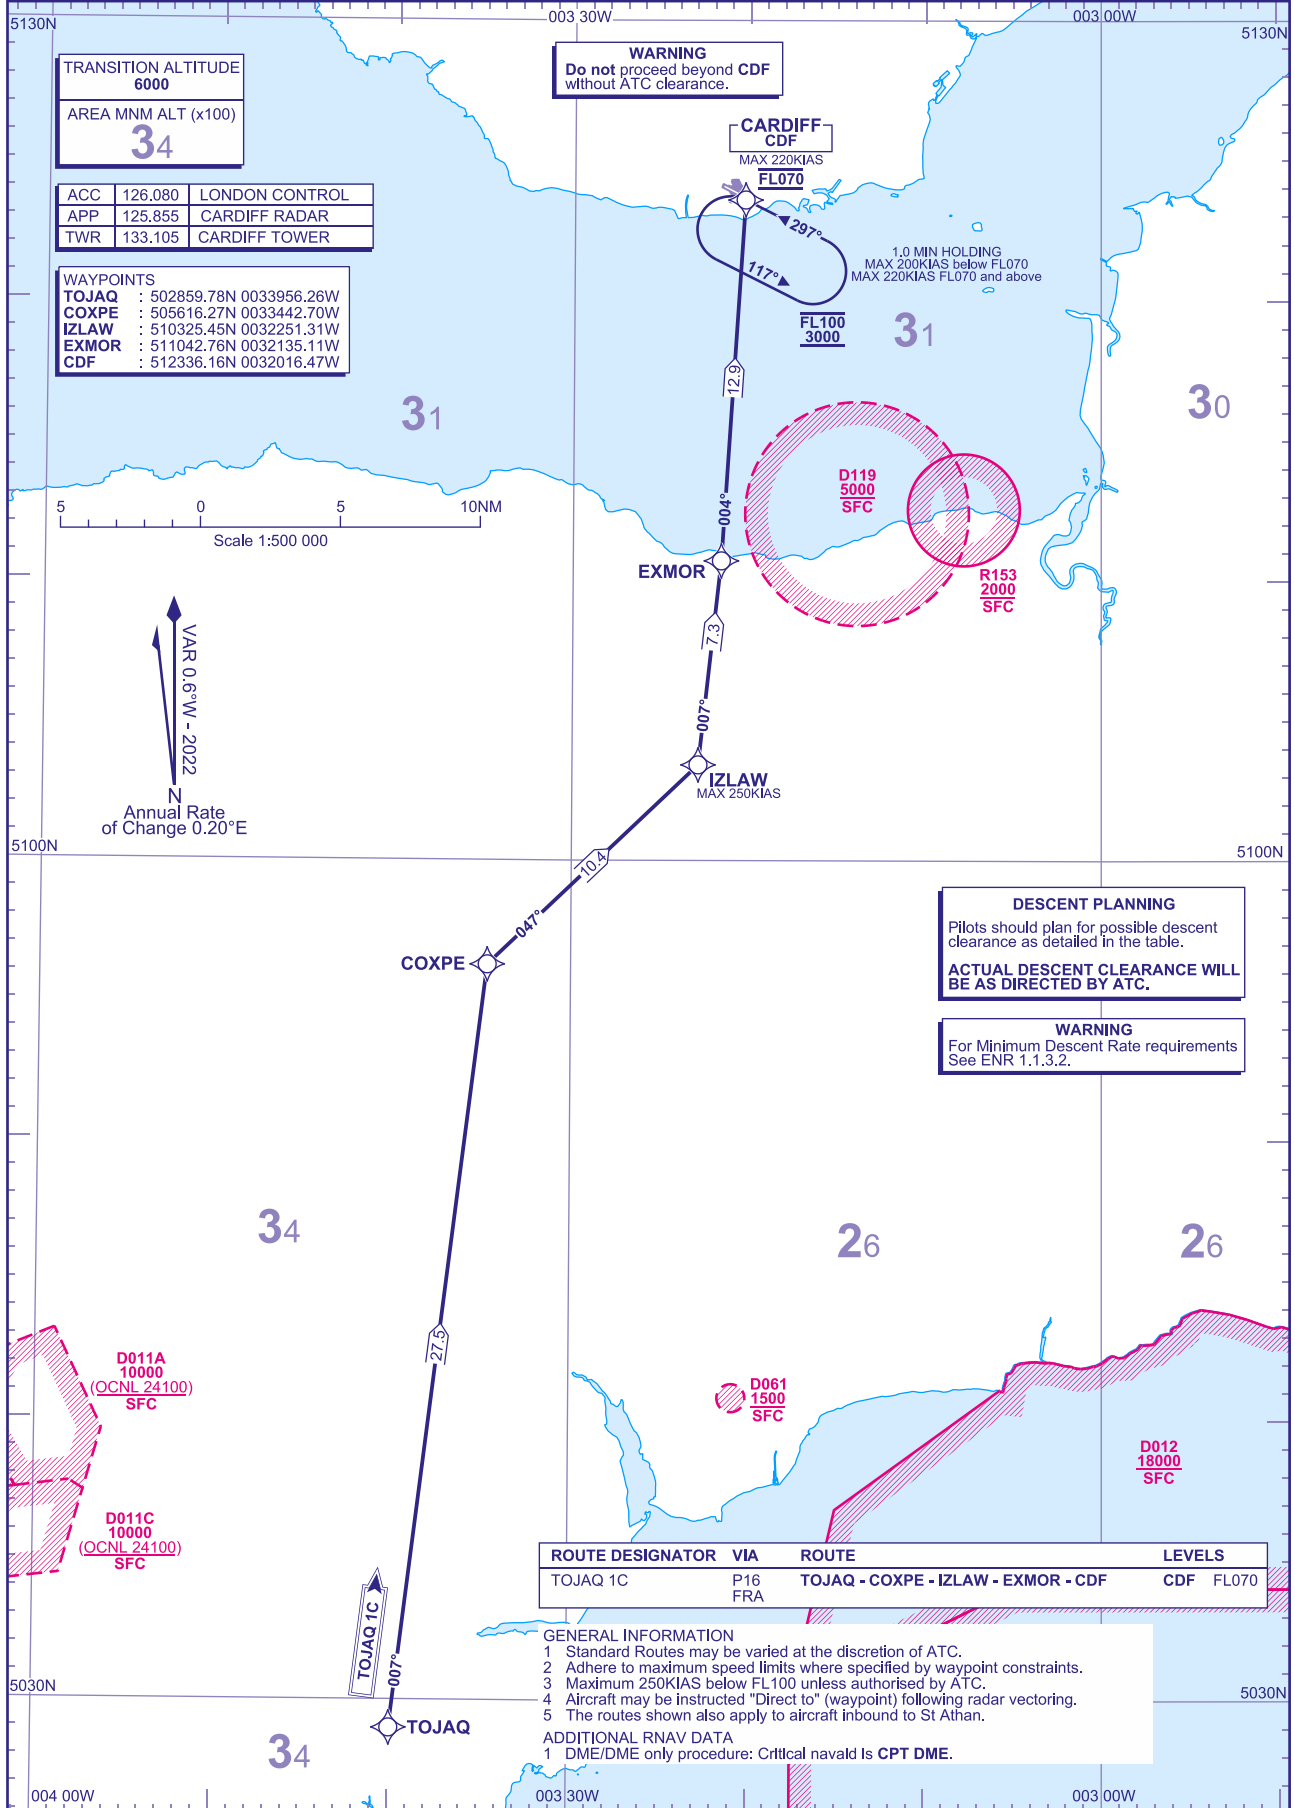 5130N
003 30W
003 00W
5130N
TRANSITION ALTITUDE
6000
AREA MNM ALT (x100)
34
WARNING
Do not proceed beyond CDF
without ATC clearance.
CARDIFF
CDF
MAX 220KIAS
FL070
ACC 126.080 LONDON CONTROL
APP 125.855 CARDIFF RADAR
TWR 133.105 CARDIFF TOWER
297°
117°
1.0 MIN HOLDING
MAX 200KIAS below FL070
MAX 220KIAS FL070 and above
WAYPOINTS
TOJAQ : 502859.78N 0033956.26W
COXPE : 505616.27N 0033442.70W
IZLAW : 510325.45N 0032251.31W
EXMOR : 511042.76N 0032135.11W
CDF : 512336.16N 0032016.47W
FL100
3000
31
12.9
31
30
D119
5000
SFC
5 0 5 10NM
Scale 1:500 000
004°
EXMOR
R153
2000
SFC
7.3
VAR 0.6°W - 2022
N
Annual Rate
of Change 0.20°E
007°
IZLAW
MAX 250KIAS
5100N
5100N
10.4
047°
COXPE
DESCENT PLANNING
Pilots should plan for possible descent
clearance as detailed in the table.
ACTUAL DESCENT CLEARANCE WILL
BE AS DIRECTED BY ATC.
WARNING
For Minimum Descent Rate requirements
See ENR 1.1.3.2.
34
26
26
27.5
D011A
10000
(OCNL 24100)
SFC
D061
1500
SFC
D012
18000
SFC
D011C
10000
(OCNL 24100)
SFC
ROUTE DESIGNATOR VIA ROUTE LEVELS
TOJAQ 1C P16 TOJAQ - COXPE - IZLAW - EXMOR - CDF CDF FL070
FRA
TOJAQ 1C
007°
GENERAL INFORMATION
1 Standard Routes may be varied at the discretion of ATC.
2 Adhere to maximum speed limits where specified by waypoint constraints.
3 Maximum 250KIAS below FL100 unless authorised by ATC.
4 Aircraft may be instructed "Direct to" (waypoint) following radar vectoring.
5 The routes shown also apply to aircraft inbound to St Athan.
5030N
5030N
TOJAQ
ADDITIONAL RNAV DATA
1 DME/DME only procedure: Critical navaid is CPT DME.
34
004 00W
003 30W
003 00W